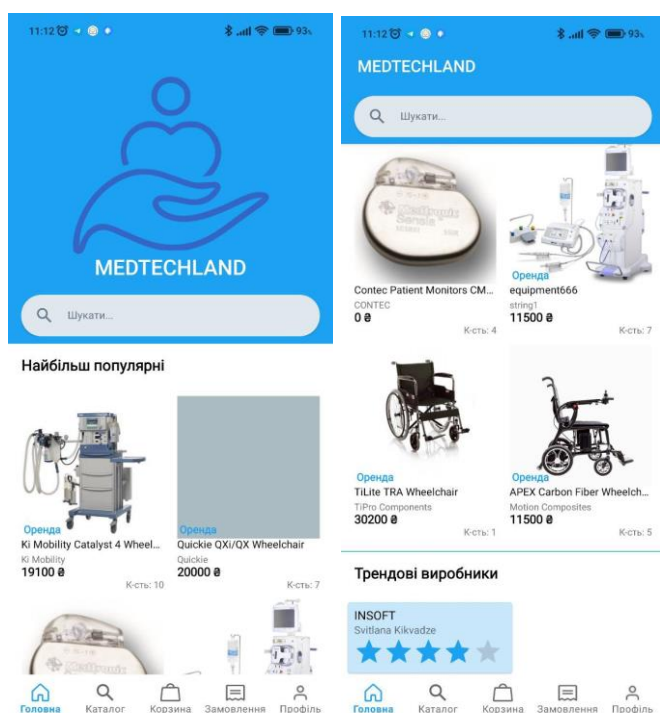 11:12
93%
MEDTECHLAND
Шукати...
Найбільш популярні
Оренда
Ki Mobility Catalyst 4 Wheel...
Ki Mobility
19100 ₴
К-сть: 10
Оренда
Quickie QXi/QX Wheelchair
Quickie
20000 ₴
К-сть: 7
Головна
Каталог
Корзина
Замовлення
Профіль
11:12
93%
MEDTECHLAND
Шукати...
Medtronic
Sensia
Contec Patient Monitors CM...
CONTEC
0 ₴
К-сть: 4
Оренда
equipment666
string1
11500 ₴
К-сть: 7
Оренда
TiLite TRA Wheelchair
TiPro Components
30200 ₴
К-сть: 1
Оренда
APEX Carbon Fiber Wheelch...
Motion Composites
11500 ₴
К-сть: 5
Трендові виробники
INSOFT
Svitlana Kikvadze
Головна
Каталог
Корзина
Замовлення
Профіль